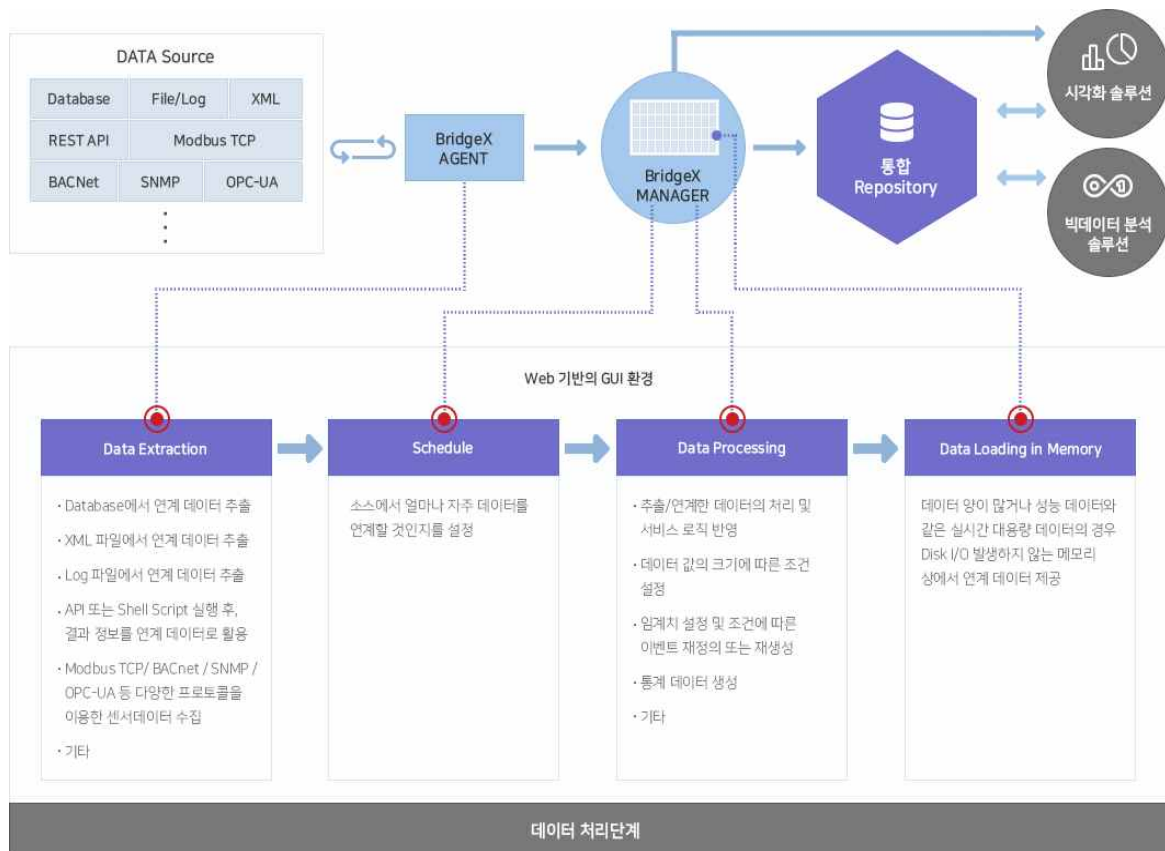 DATA Source
Database
File/Log
XML
REST API
Modbus TCP
BACNet
SNMP
OPC-UA
BridgeX
AGENT
BridgeX
MANAGER
통합
Repository
시각화 솔루션
빅데이터 분석
솔루션
Web 기반의 GUI 환경
Data Extraction
· Database에서 연계 데이터 추출
· XML 파일에서 연계 데이터 추출
· Log 파일에서 연계 데이터 추출
· API 또는 Shell Script 실행 후,
결과 정보를 연계 데이터로 활용
· Modbus TCP/ BACnet / SNMP /
OPC-UA 등 다양한 프로토콜을
이용한 센서데이터 수집
· 기타
Schedule
소스에서 얼마나 자주 데이터를
연계할 것인지를 설정
Data Processing
· 추출/연계한 데이터의 처리 및
서비스 로직 반영
· 데이터 값의 크기에 따른 조건
설정
· 임계치 설정 및 조건에 따른
이벤트 재정의 또는 재생성
· 통계 데이터 생성
· 기타
Data Loading in Memory
데이터 양이 많거나 성능 데이터와
같은 실시간 대용량 데이터의 경우
Disk I/O 발생하지 않는 메모리
상에서 연계 데이터 제공
데이터 처리단계